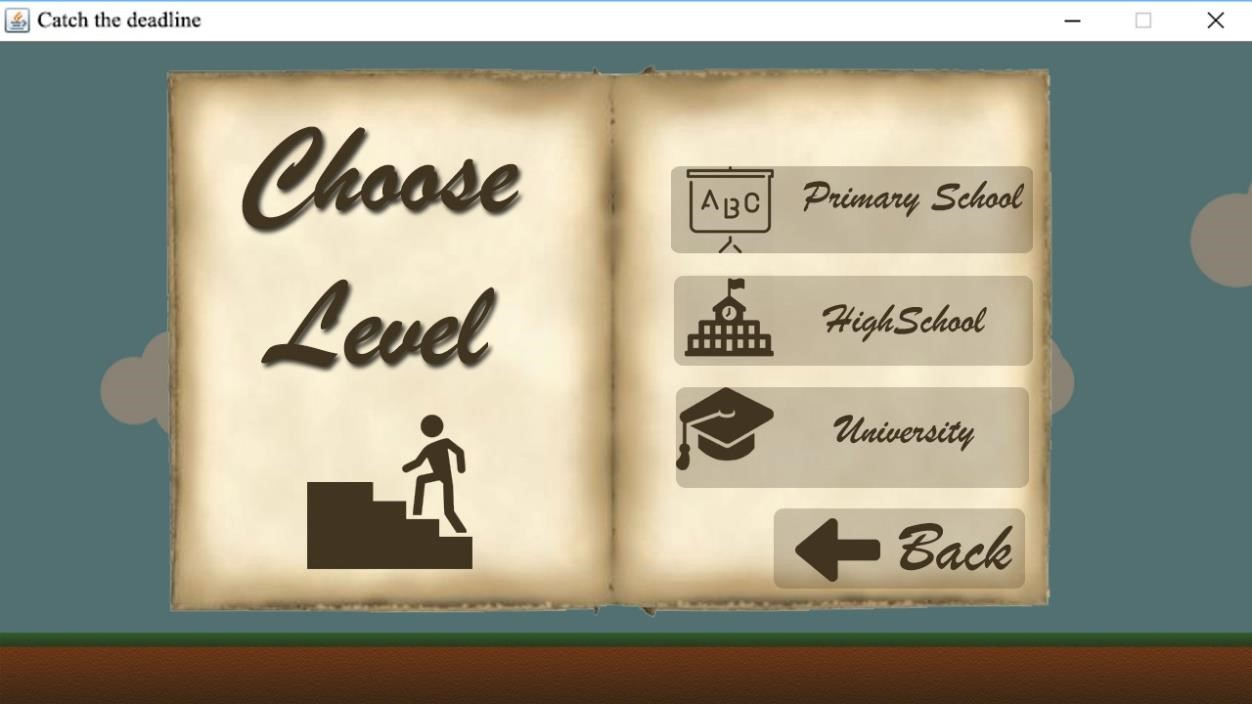 Catch the deadline
Choose
Level
ABC
Primary School
HighSchool
University
Back